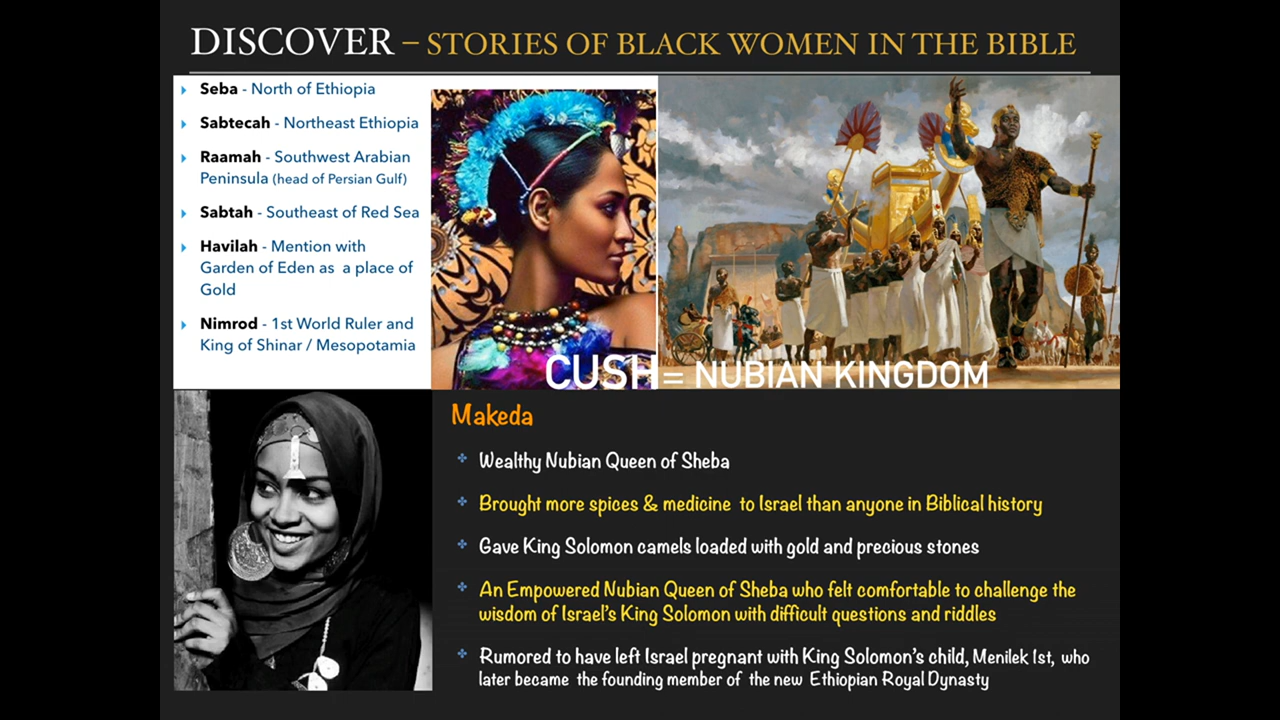 DISCOVER – STORIES OF BLACK WOMEN IN THE BIBLE
Seba - North of Ethiopia
Sabtecah - Northeast Ethiopia
Raamah - Southwest Arabian
Peninsula (head of Persian Gulf)
Sabtah - Southeast of Red Sea
Havilah - Mention with
Garden of Eden as a place of
Gold
Nimrod - 1st World Ruler and
King of Shinar / Mesopotamia
CUSH = NUBIAN KINGDOM
Makeda
Wealthy Nubian Queen of Sheba
Brought more spices & medicine to Israel than anyone in Biblical history
Gave King Solomon camels loaded with gold and precious stones
An Empowered Nubian Queen of Sheba who felt comfortable to challenge the
wisdom of Israel's King Solomon with difficult questions and riddles
Rumored to have left Israel pregnant with King Solomon's child, Menilek 1st, who
later became the founding member of the new Ethiopian Royal Dynasty